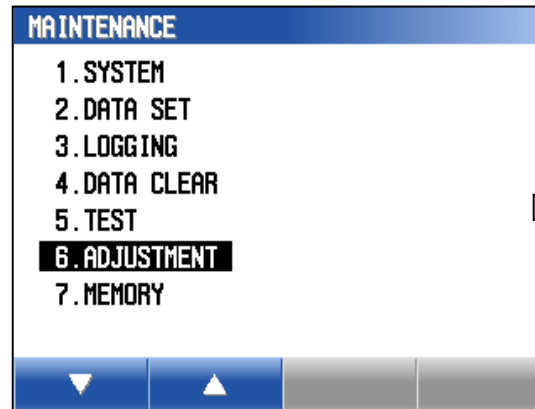 MAINTENANCE
1.SYSTEM
2.DATA SET
3.LOGGING
4.DATA CLEAR
5.TEST
6.ADJUSTMENT
7.MEMORY
▼ ▲